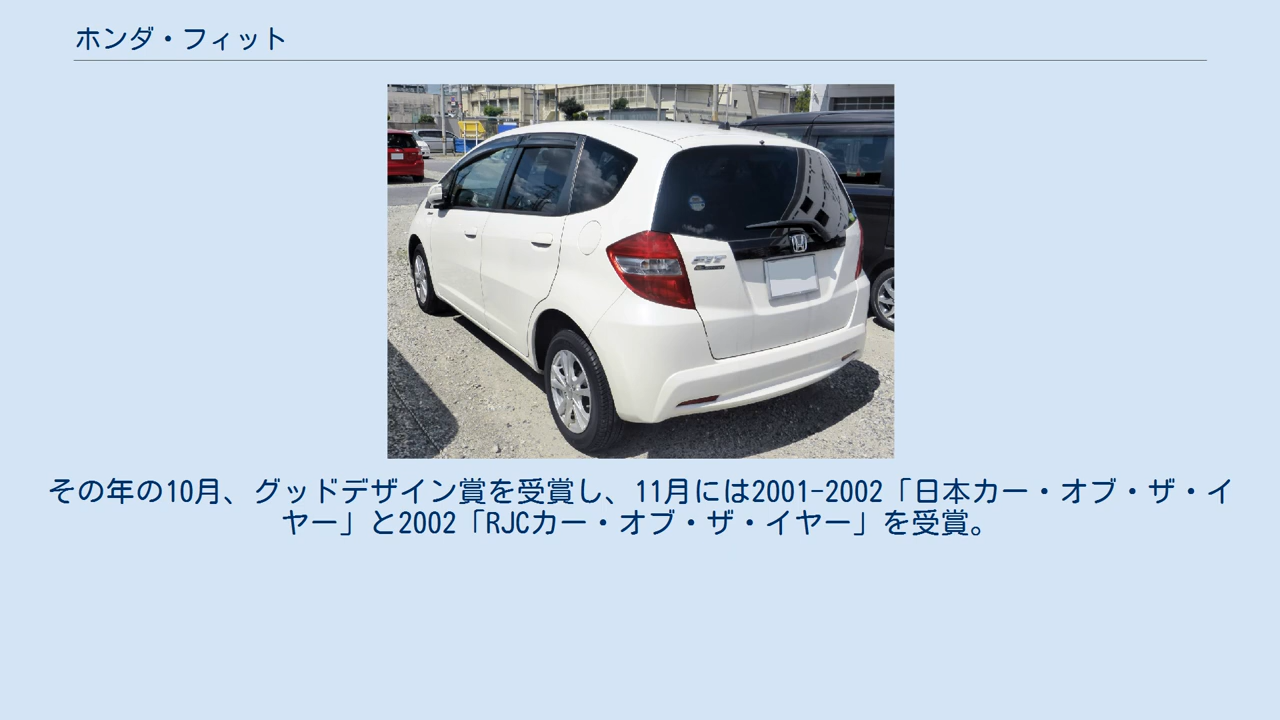 ホンダ・フィット
FIT
その年の10月、グッドデザイン賞を受賞し、11月には2001-2002「日本カー・オブ・ザ・イ
ヤー」と2002「RJCカー・オブ・ザ・イヤー」を受賞。